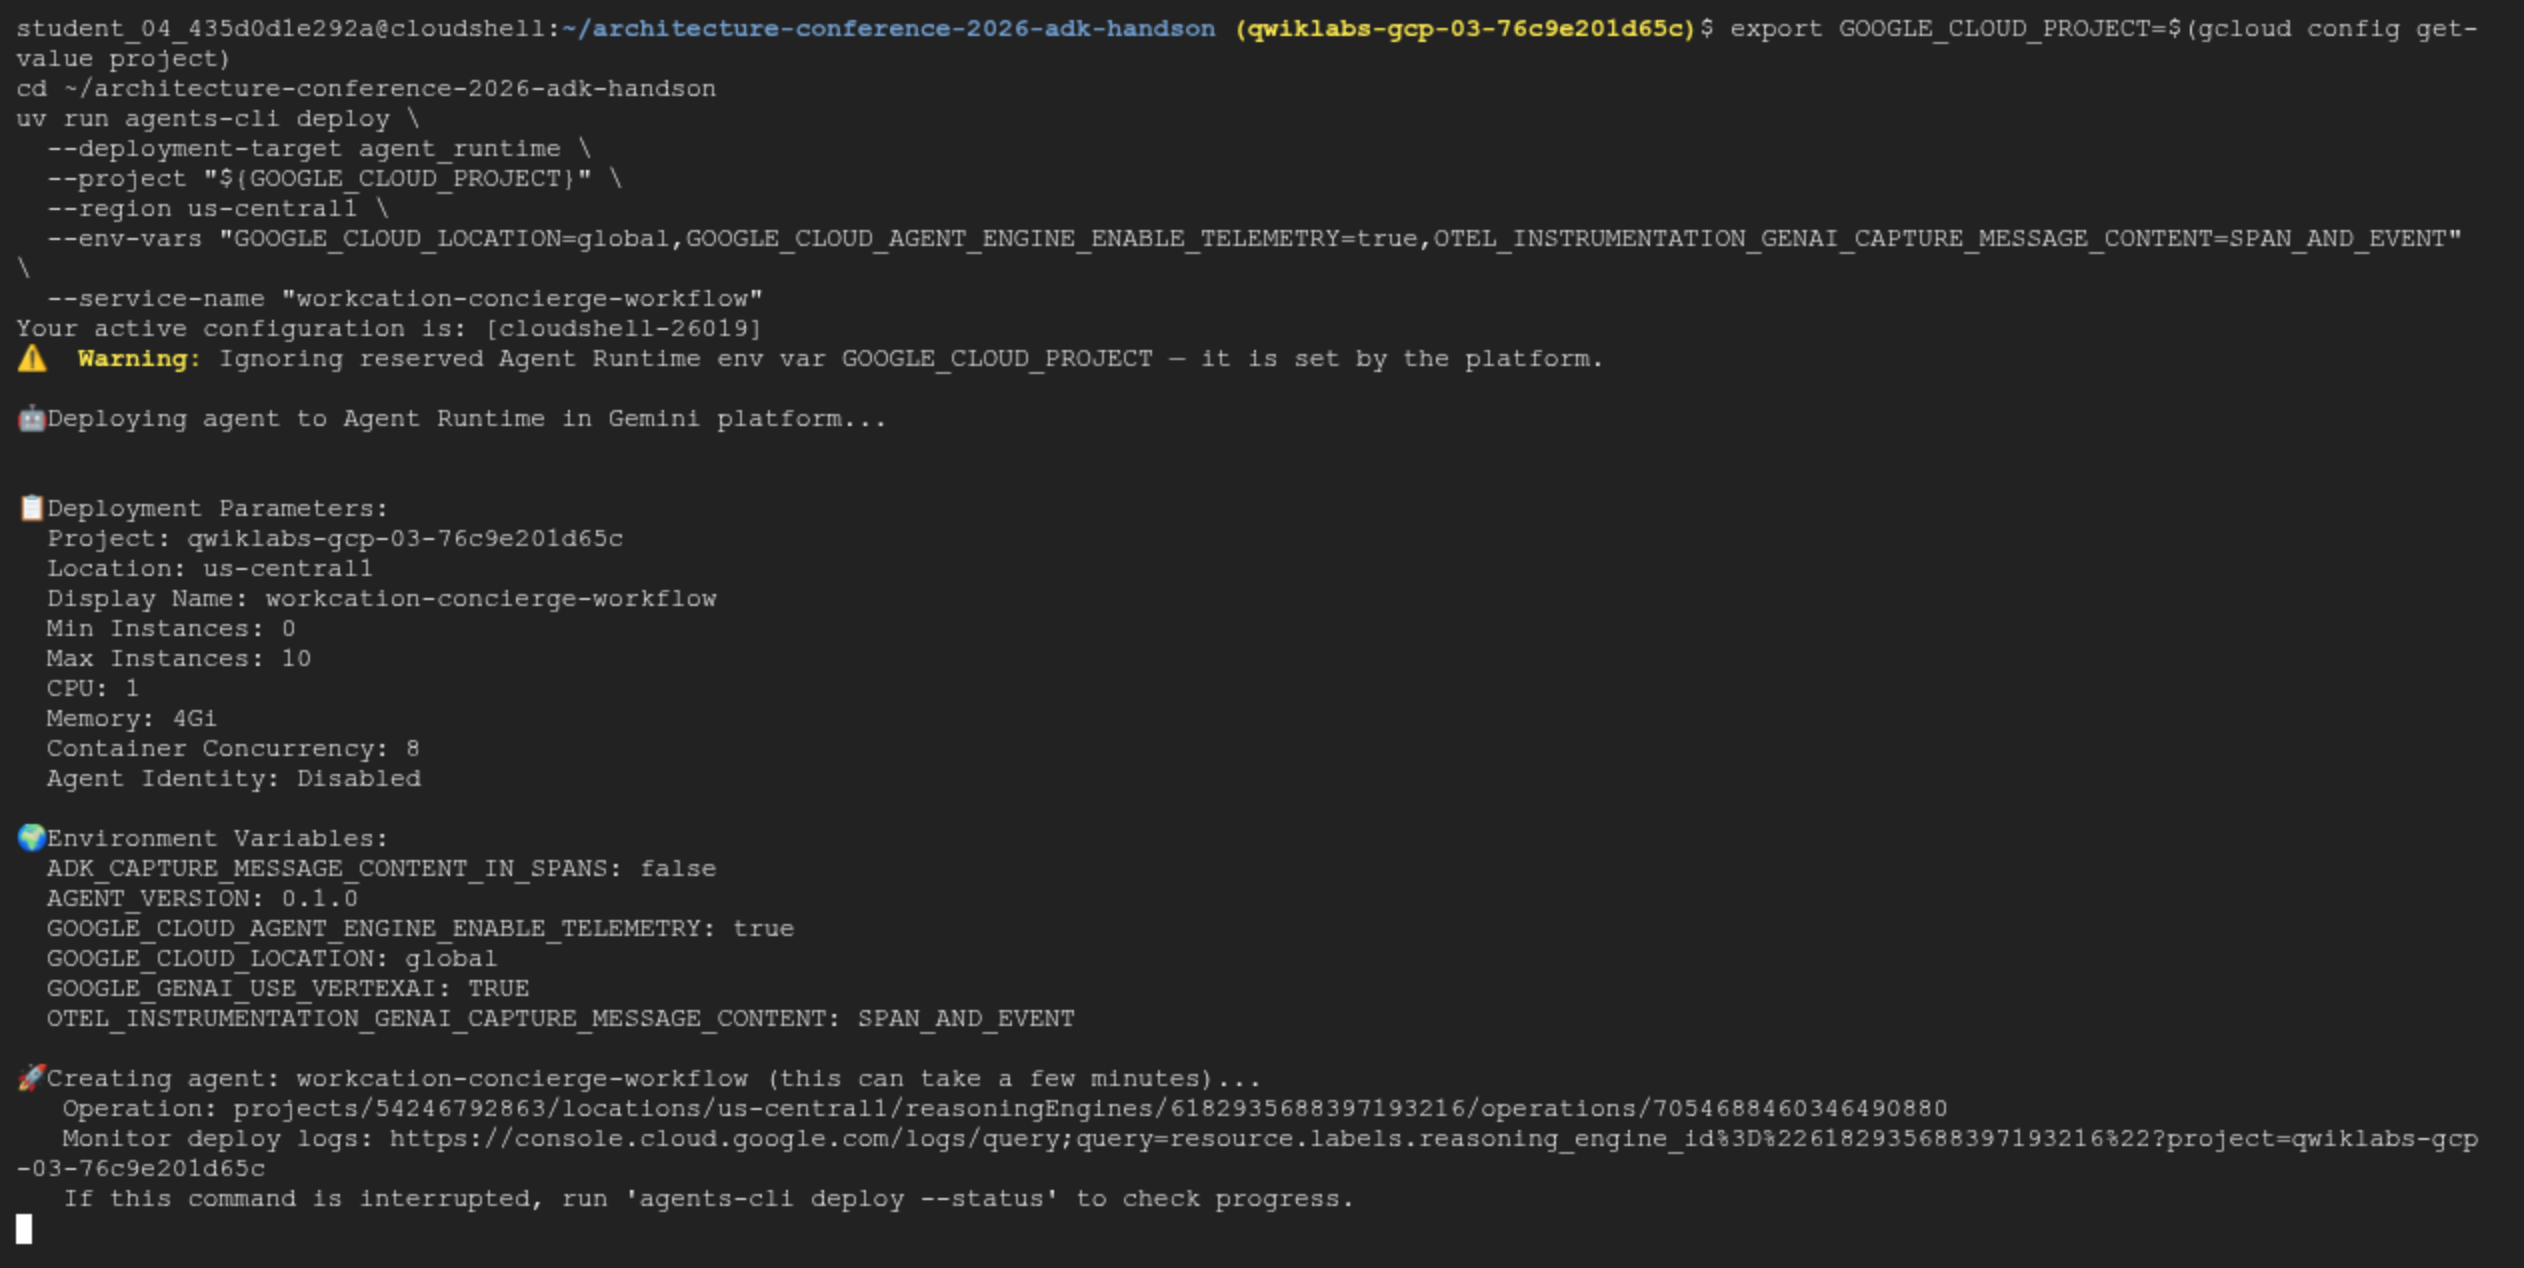 student_04_435d0d1e292a@cloudshell:~/architecture-conference-2026-adk-handson (qwiklabs-gcp-03-76c9e201d65c)$ export GOOGLE_CLOUD_PROJECT=$(gcloud config get-
value project)
cd ~/architecture-conference-2026-adk-handson
uv run agents-cli deploy \
  --deployment-target agent_runtime \
  --project "${GOOGLE_CLOUD_PROJECT}" \
  --region us-central1 \
  --env-vars "GOOGLE_CLOUD_LOCATION=global,GOOGLE_CLOUD_AGENT_ENGINE_ENABLE_TELEMETRY=true,OTEL_INSTRUMENTATION_GENAI_CAPTURE_MESSAGE_CONTENT=SPAN_AND_EVENT"
\
  --service-name "workcation-concierge-workflow"
Your active configuration is: [cloudshell-26019]
⚠️  Warning: Ignoring reserved Agent Runtime env var GOOGLE_CLOUD_PROJECT — it is set by the platform.
🤖Deploying agent to Agent Runtime in Gemini platform...
📋Deployment Parameters:
  Project: qwiklabs-gcp-03-76c9e201d65c
  Location: us-central1
  Display Name: workcation-concierge-workflow
  Min Instances: 0
  Max Instances: 10
  CPU: 1
  Memory: 4Gi
  Container Concurrency: 8
  Agent Identity: Disabled
🌍Environment Variables:
  ADK_CAPTURE_MESSAGE_CONTENT_IN_SPANS: false
  AGENT_VERSION: 0.1.0
  GOOGLE_CLOUD_AGENT_ENGINE_ENABLE_TELEMETRY: true
  GOOGLE_CLOUD_LOCATION: global
  GOOGLE_GENAI_USE_VERTEXAI: TRUE
  OTEL_INSTRUMENTATION_GENAI_CAPTURE_MESSAGE_CONTENT: SPAN_AND_EVENT
🚀Creating agent: workcation-concierge-workflow (this can take a few minutes)...
   Operation: projects/54246792863/locations/us-central1/reasoningEngines/6182935688397193216/operations/7054688460346490880
   Monitor deploy logs: https://console.cloud.google.com/logs/query;query=resource.labels.reasoning_engine_id%3D%226182935688397193216%22?project=qwiklabs-gcp
-03-76c9e201d65c
   If this command is interrupted, run 'agents-cli deploy --status' to check progress.